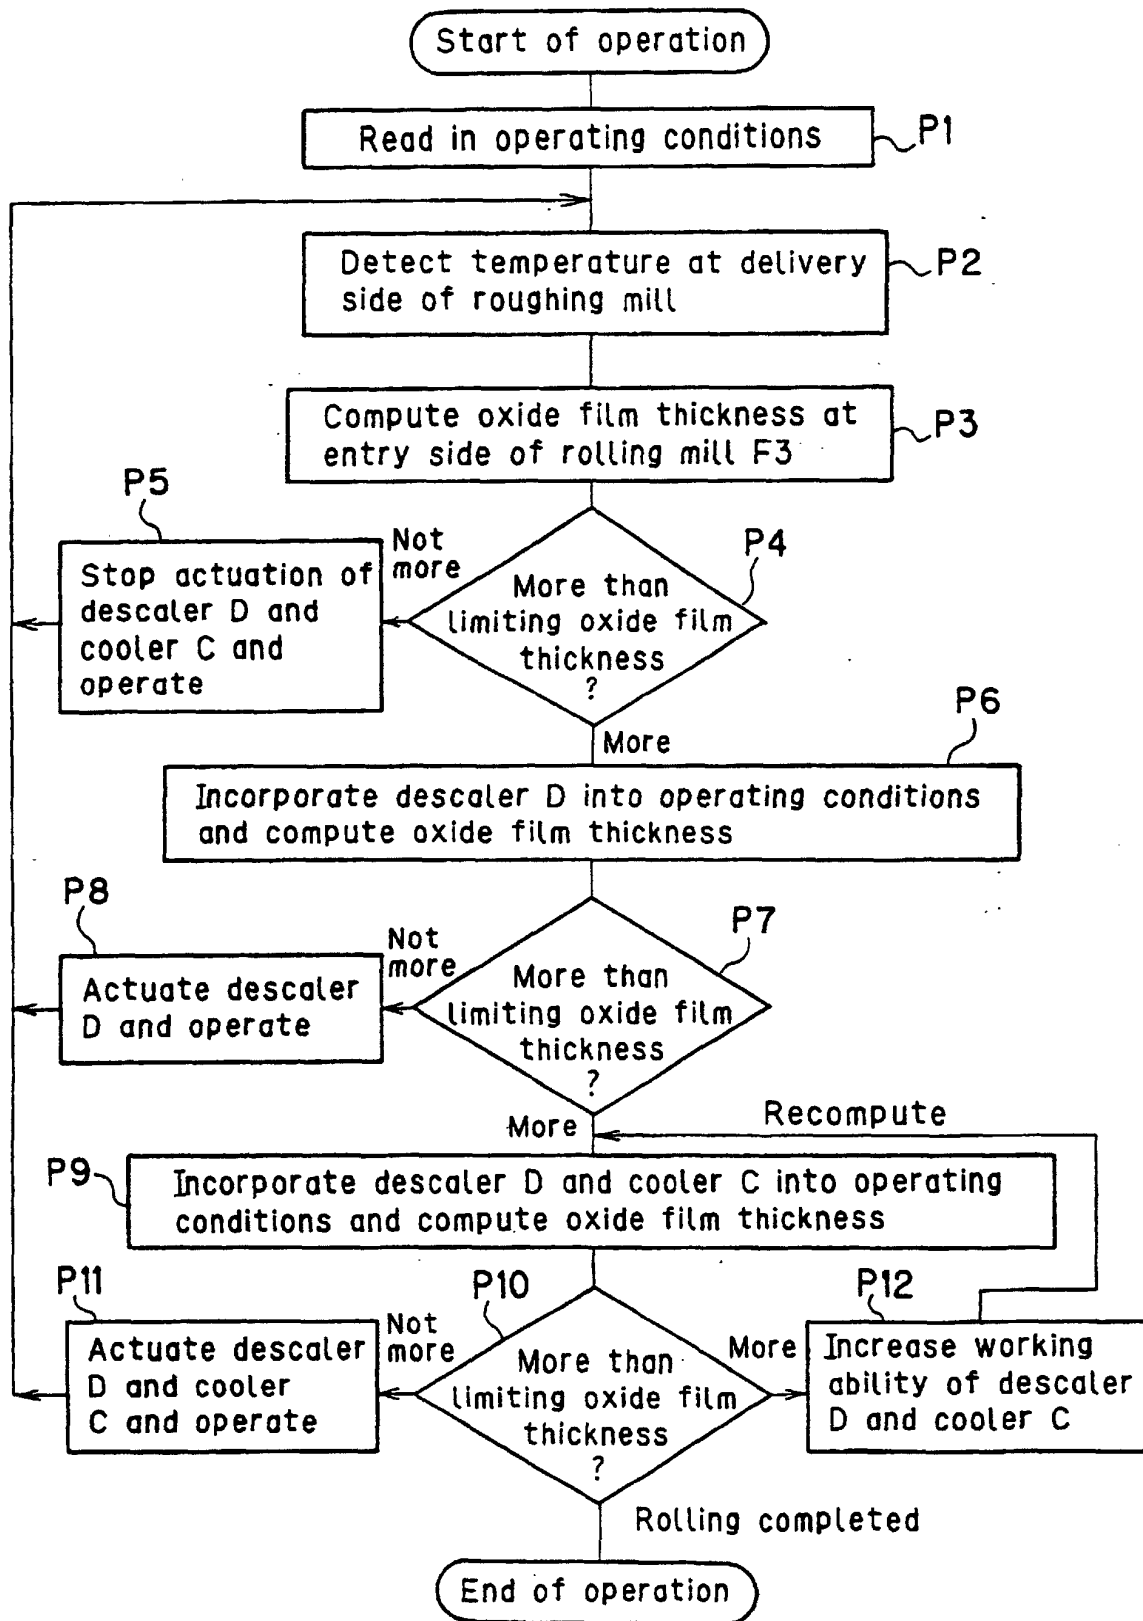 Start of operation
Read in operating conditions
P1
Detect temperature at delivery
side of roughing mill
P2
Compute oxide film thickness at
entry side of rolling mill F3
P3
P5
Stop actuation of
descaler D and
cooler C and
operate
Not
more
P4
More than
limiting oxide film
thickness
?
More
P6
Incorporate descaler D into operating conditions
and compute oxide film thickness
P8
Actuate descaler
D and operate
Not
more
P7
More than
limiting oxide film
thickness
?
More
Recompute
P9
Incorporate descaler D and cooler C into operating
conditions and compute oxide film thickness
P11
Actuate descaler
D and cooler
C and operate
Not
more
P10
More than
limiting oxide film
thickness
?
More
P12
Increase working
ability of descaler
D and cooler C
Rolling completed
End of operation